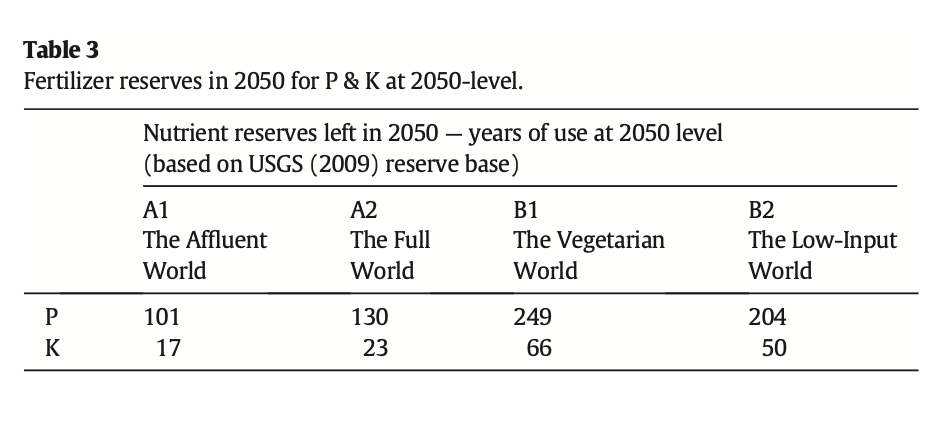 Table 3
Fertilizer reserves in 2050 for P & K at 2050-level.
Nutrient reserves left in 2050 — years of use at 2050 level
(based on USGS (2009) reserve base)
A1 A2 B1 B2
The Affluent The Full The Vegetarian The Low-Input
World World World World
P 101 130 249 204
K 17 23 66 50